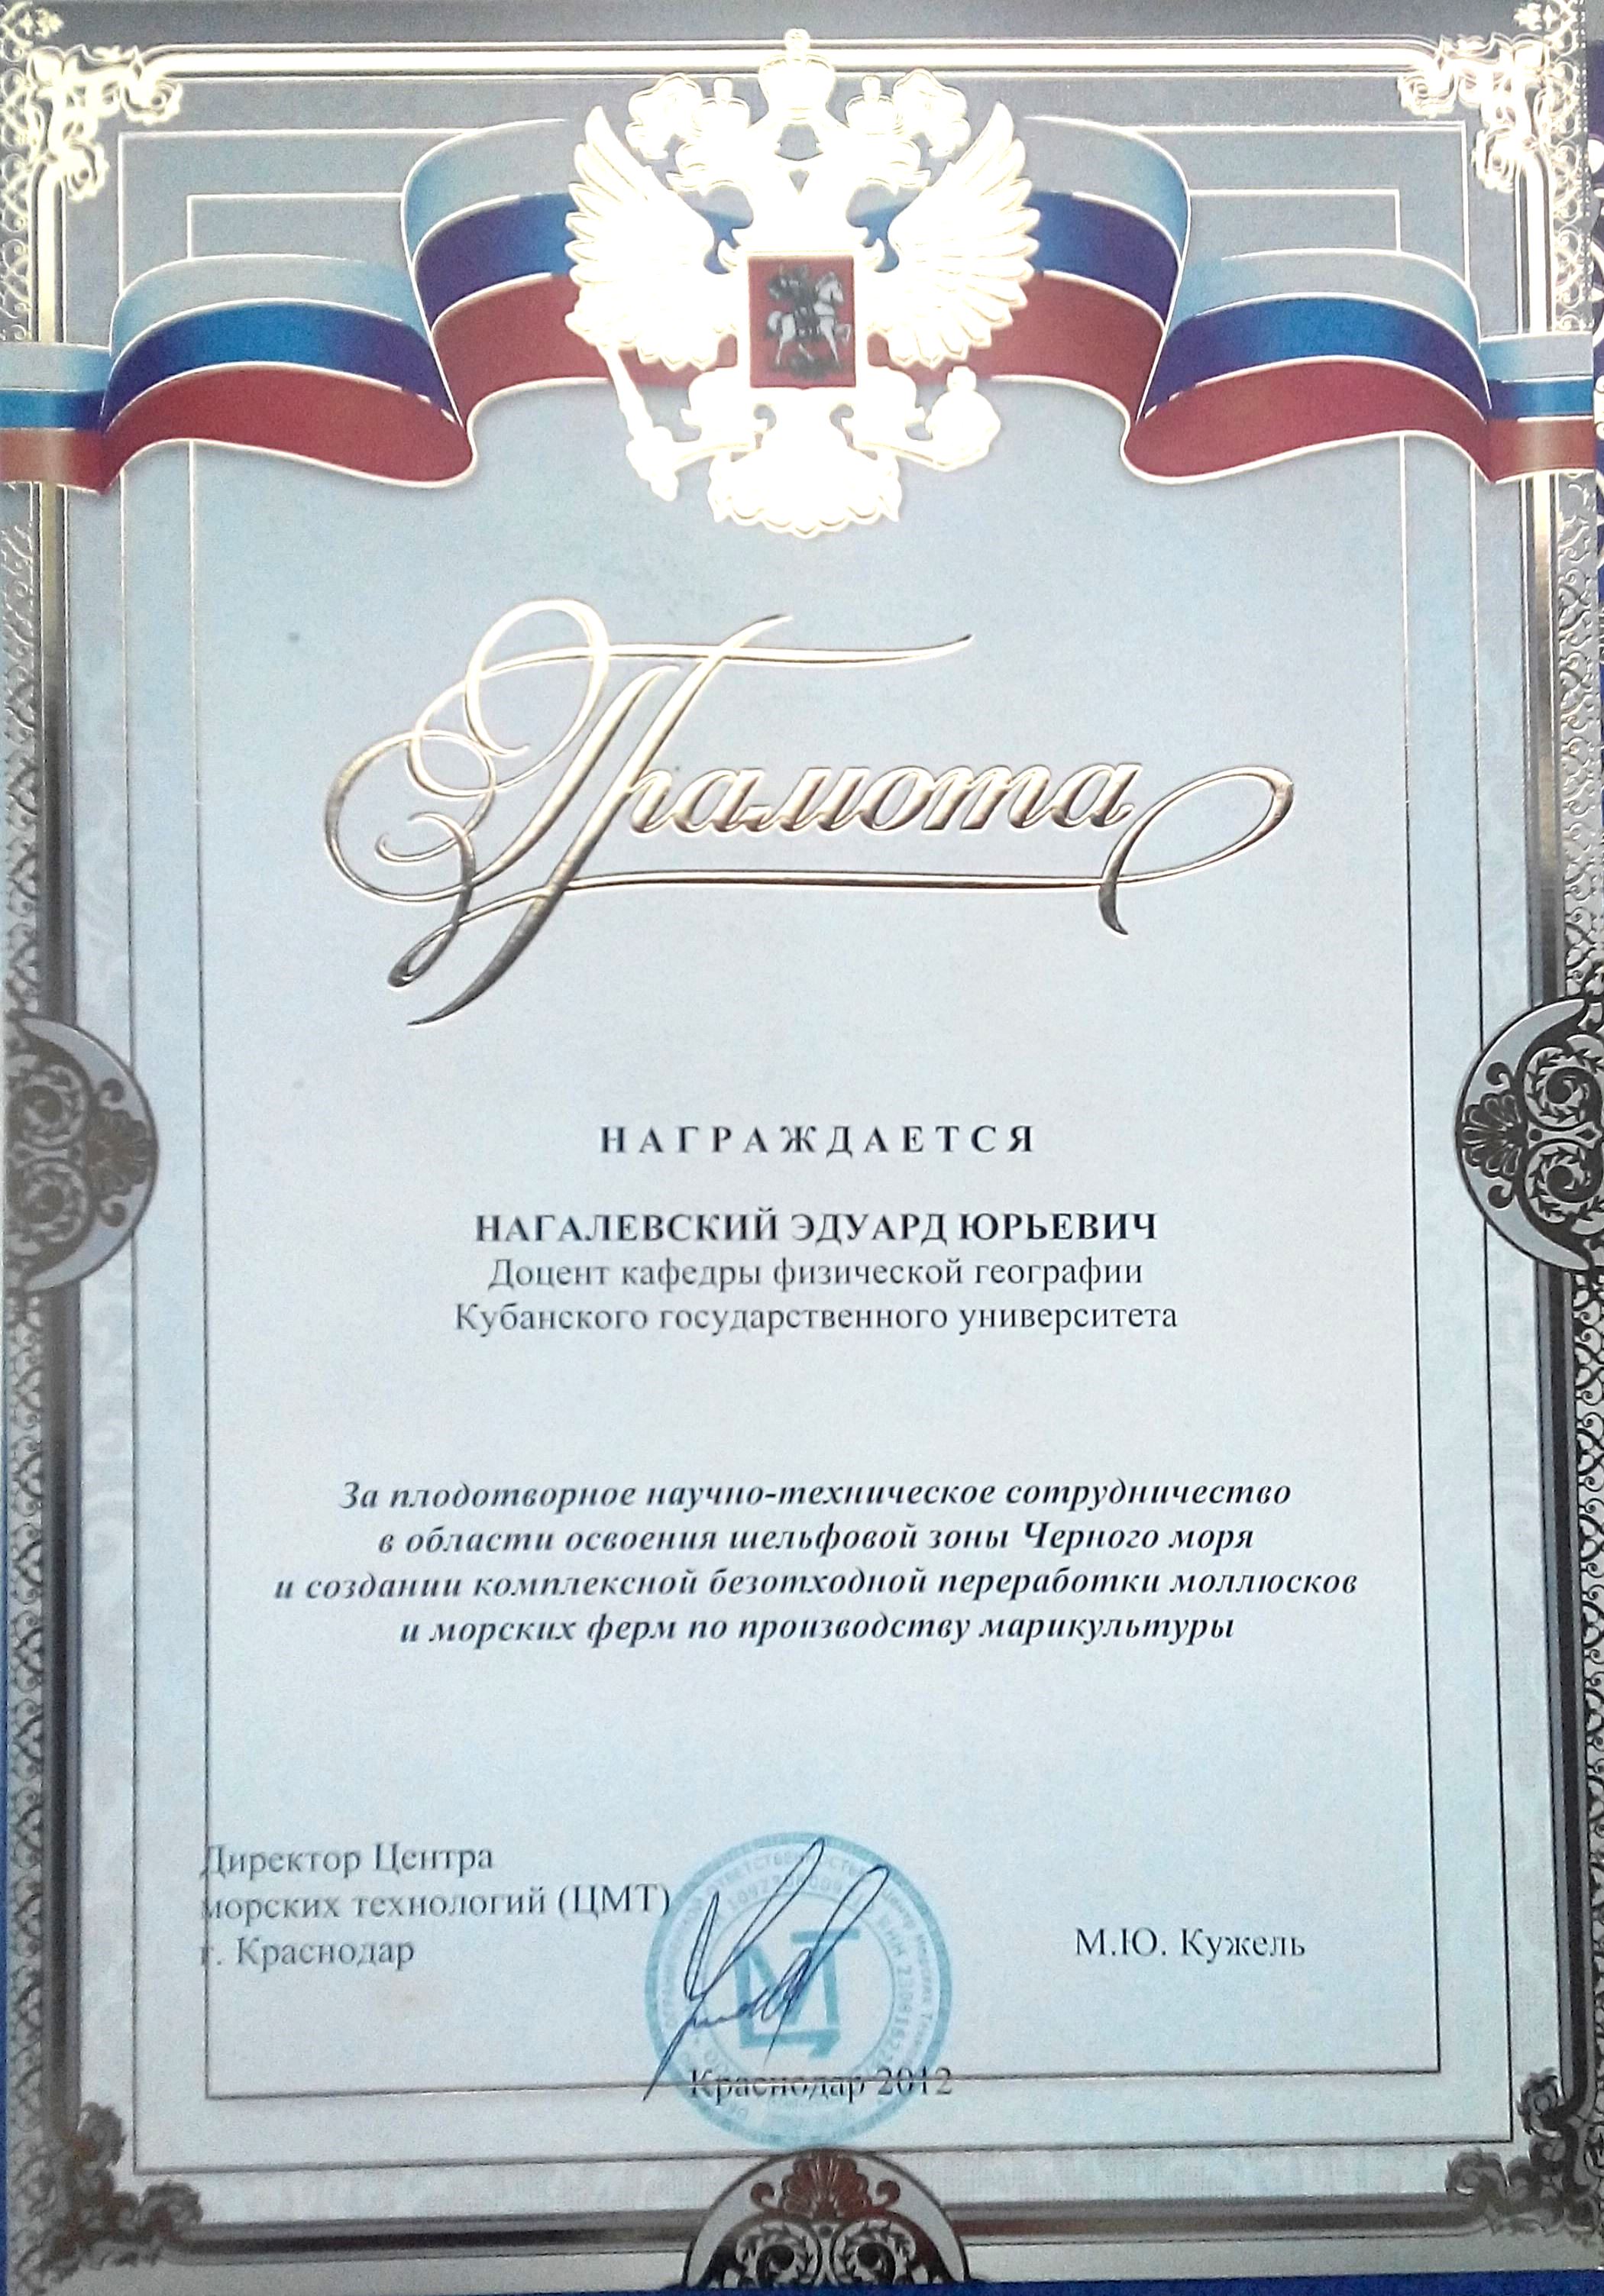 Грамота
НАГРАЖДАЕТСЯ
НАГАЛЕВСКИЙ ЭДУАРД ЮРЬЕВИЧ
Доцент кафедры физической географии
Кубанского государственного университета
За плодотворное научно-техническое сотрудничество
в области освоения шельфовой зоны Черного моря
и создании комплексной безотходной переработки моллюсков
и морских ферм по производству марикультуры
Директор Центра
морских технологий (ЦМТ)
г. Краснодар
М.Ю. Кужель
Краснодар 2012